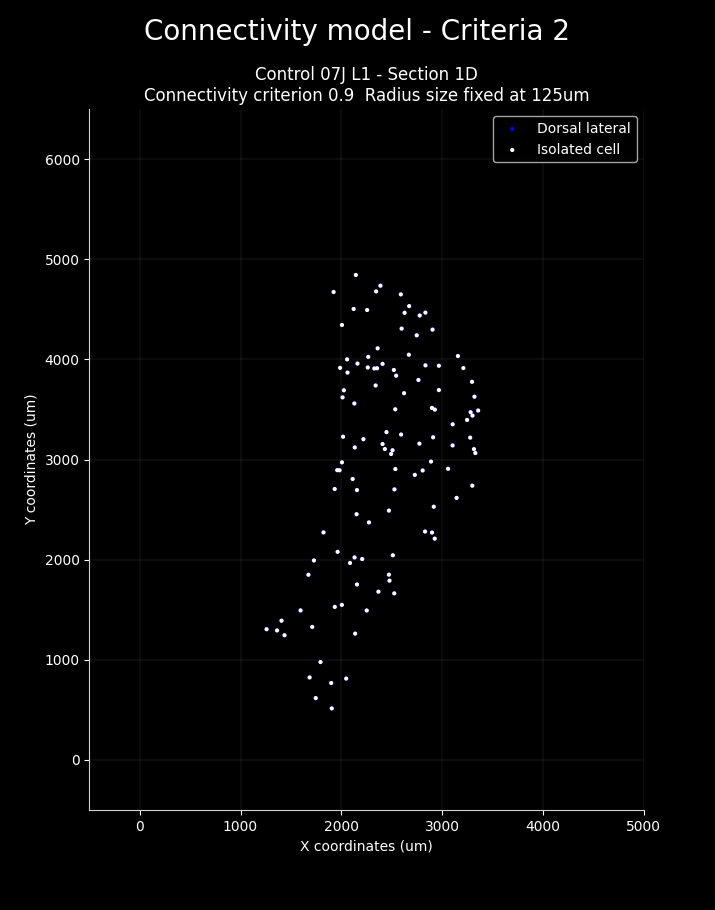 Connectivity model - Criteria 2
Control 07J L1 - Section 1D
Connectivity criterion 0.9  Radius size fixed at 125um
Dorsal lateral
Isolated cell
6000
5000
4000
3000
2000
1000
0
Y coordinates (um)
0 1000 2000 3000 4000 5000
X coordinates (um)